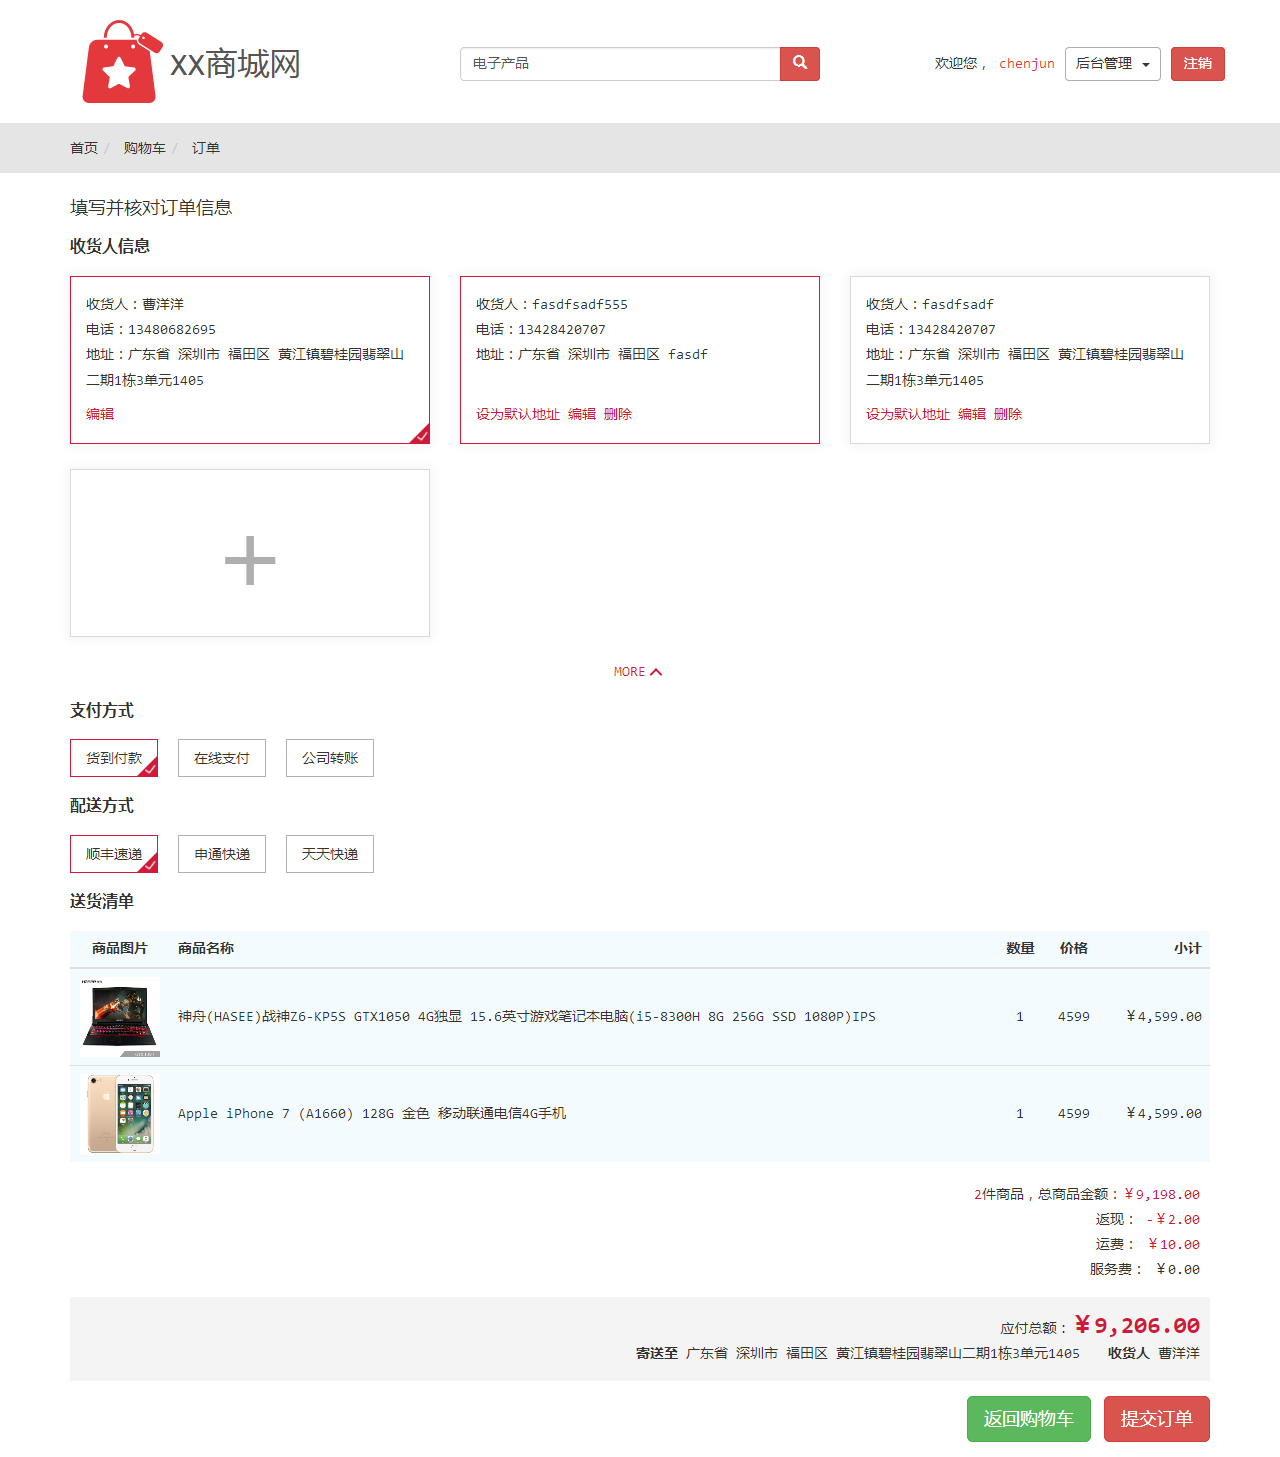 xx商城网
电子产品
欢迎您， chenjun 后台管理 注销
首页 / 购物车 / 订单
填写并核对订单信息
收货人信息
收货人：曹洋洋
电话：13480682695
地址：广东省 深圳市 福田区 黄江镇碧桂园翡翠山
二期1栋3单元1405
编辑
收货人：fasdfsadf555
电话：13428420707
地址：广东省 深圳市 福田区 fasdf
设为默认地址 编辑 删除
收货人：fasdfsadf
电话：13428420707
地址：广东省 深圳市 福田区 黄江镇碧桂园翡翠山
二期1栋3单元1405
设为默认地址 编辑 删除
MORE
支付方式
货到付款 在线支付 公司转账
配送方式
顺丰速递 申通快递 天天快递
送货清单
商品图片 商品名称 数量 价格 小计
神舟(HASEE)战神Z6-KP5S GTX1050 4G独显 15.6英寸游戏笔记本电脑(i5-8300H 8G 256G SSD 1080P)IPS 1 4599 ￥4,599.00
Apple iPhone 7 (A1660) 128G 金色 移动联通电信4G手机 1 4599 ￥4,599.00
2件商品，总商品金额：￥9,198.00
返现： -￥2.00
运费： ￥10.00
服务费： ￥0.00
应付总额：￥9,206.00
寄送至 广东省 深圳市 福田区 黄江镇碧桂园翡翠山二期1栋3单元1405 收货人 曹洋洋
返回购物车 提交订单